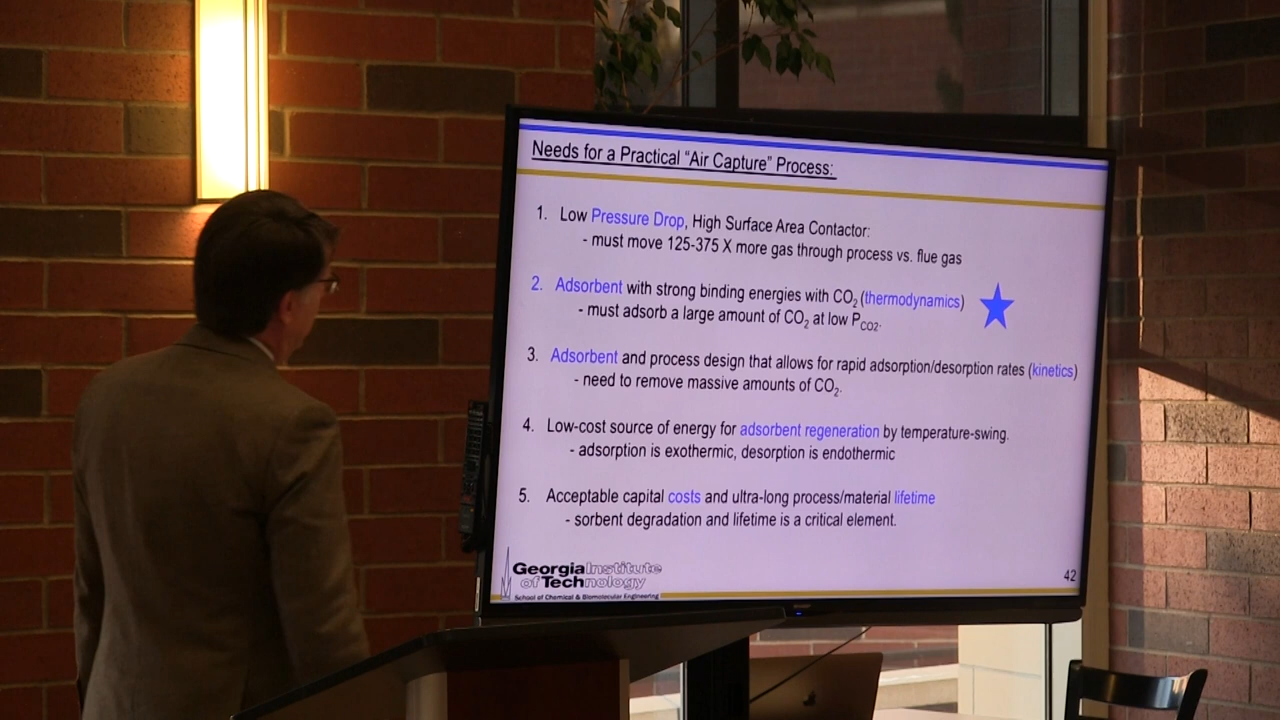 Needs for a Practical “Air Capture” Process:
1. Low Pressure Drop, High Surface Area Contactor:
- must move 125-375 X more gas through process vs. flue gas
2. Adsorbent with strong binding energies with CO2 (thermodynamics)
- must adsorb a large amount of CO2 at low PCO2.
3. Adsorbent and process design that allows for rapid adsorption/desorption rates (kinetics)
- need to remove massive amounts of CO2.
4. Low-cost source of energy for adsorbent regeneration by temperature-swing.
- adsorption is exothermic, desorption is endothermic
5. Acceptable capital costs and ultra-long process/material lifetime
- sorbent degradation and lifetime is a critical element.
Georgia Institute
of Technology
School of Chemical & Biomolecular Engineering
42